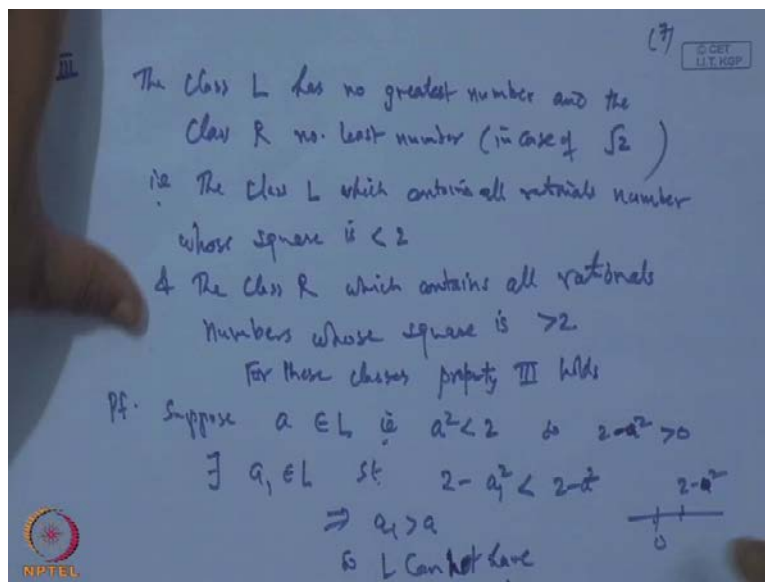 (7)
© CET
I.I.T. KGP
III
The Class L has no greatest number and the
Class R no. least number (in case of √2)
i.e. The Class L which contains all rationals number
whose square is < 2
& The Class R which contains all rationals
numbers whose square is > 2.
For these classes property III holds
Pf. Suppose a ∈ L ie a² < 2 so 2 - a² > 0
∃ a₁ ∈ L st. 2 - a₁² < 2 - a²
⇒ a₁ > a
0 2 - a²
so L cannot have
NPTEL